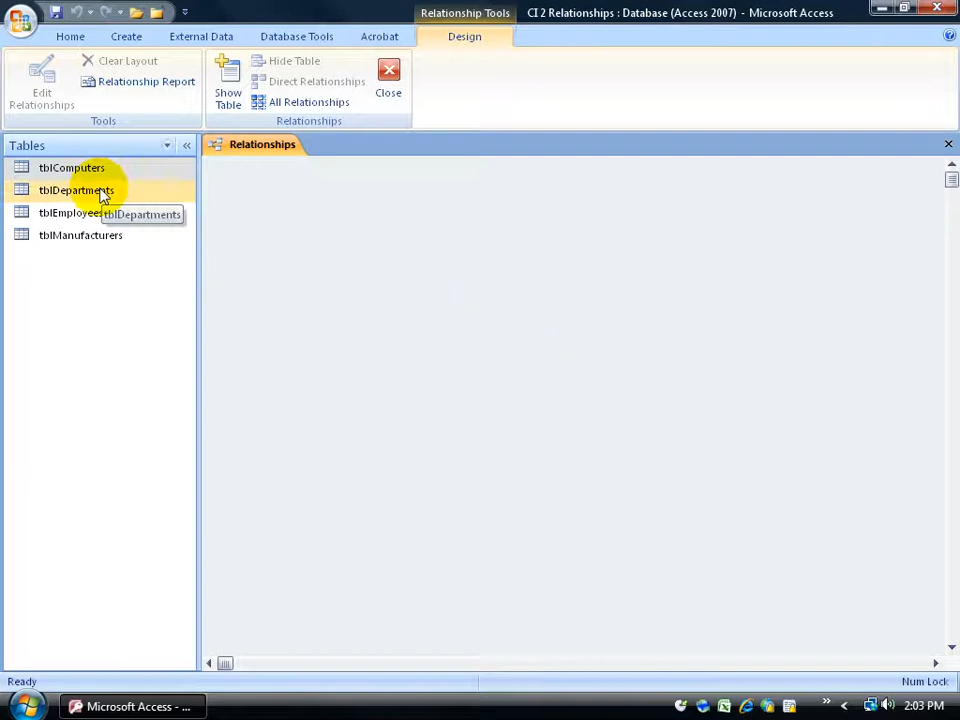 Relationship Tools
CI 2 Relationships : Database (Access 2007) - Microsoft Access
Home
Create
External Data
Database Tools
Acrobat
Design
Edit
Relationships
Clear Layout
Relationship Report
Tools
Show
Table
Hide Table
Direct Relationships
All Relationships
Close
Relationships
Tables
tblComputers
tblDepartments
tblEmployees
tblDepartments
tblManufacturers
Relationships
Ready
Num Lock
Microsoft Access - ...
2:03 PM